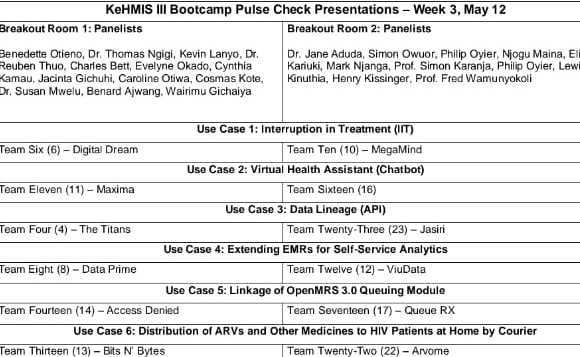 KeHMIS III Bootcamp Pulse Check Presentations – Week 3, May 12
Breakout Room 1: Panelists
Benedette Otieno, Dr. Thomas Ngigi, Kevin Lanyo, Dr.
Reuben Thuo, Charles Bett, Evelyne Okado, Cynthia
Kamau, Jacinta Gichuhi, Caroline Otiwa, Cosmas Kote,
Dr. Susan Mwelu, Benard Ajwang, Wairimu Gichaiya
Breakout Room 2: Panelists
Dr. Jane Aduda, Simon Owuor, Philip Oyier, Njogu Maina, Eli
Kariuki, Mark Njanga, Prof. Simon Karanja, Philip Oyier, Lewi
Kinuthia, Henry Kissinger, Prof. Fred Wamunyokoli
Use Case 1: Interruption in Treatment (IIT)
Team Six (6) – Digital Dream
Team Ten (10) – MegaMind
Use Case 2: Virtual Health Assistant (Chatbot)
Team Eleven (11) – Maxima
Team Sixteen (16)
Use Case 3: Data Lineage (API)
Team Four (4) – The Titans
Team Twenty-Three (23) – Jasiri
Use Case 4: Extending EMRs for Self-Service Analytics
Team Eight (8) – Data Prime
Team Twelve (12) – ViuData
Use Case 5: Linkage of OpenMRS 3.0 Queuing Module
Team Fourteen (14) – Access Denied
Team Seventeen (17) – Queue RX
Use Case 6: Distribution of ARVs and Other Medicines to HIV Patients at Home by Courier
Team Thirteen (13) – Bits N’ Bytes
Team Twenty-Two (22) – Arvome